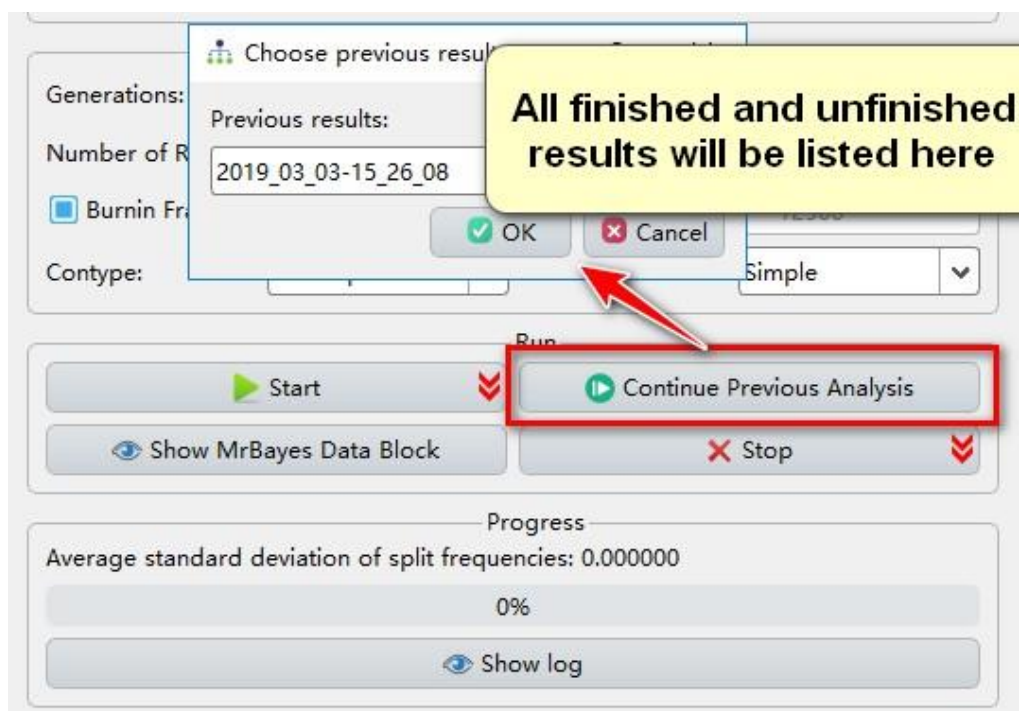 Choose previous resul
All finished and unfinished
results will be listed here
Generations:
Previous results:
Number of R
2019_03_03-15_26_08
Burnin Fra
OK
Cancel
Contype:
Simple
Run
Start
Continue Previous Analysis
Show MrBayes Data Block
Stop
Progress
Average standard deviation of split frequencies: 0.000000
0%
Show log